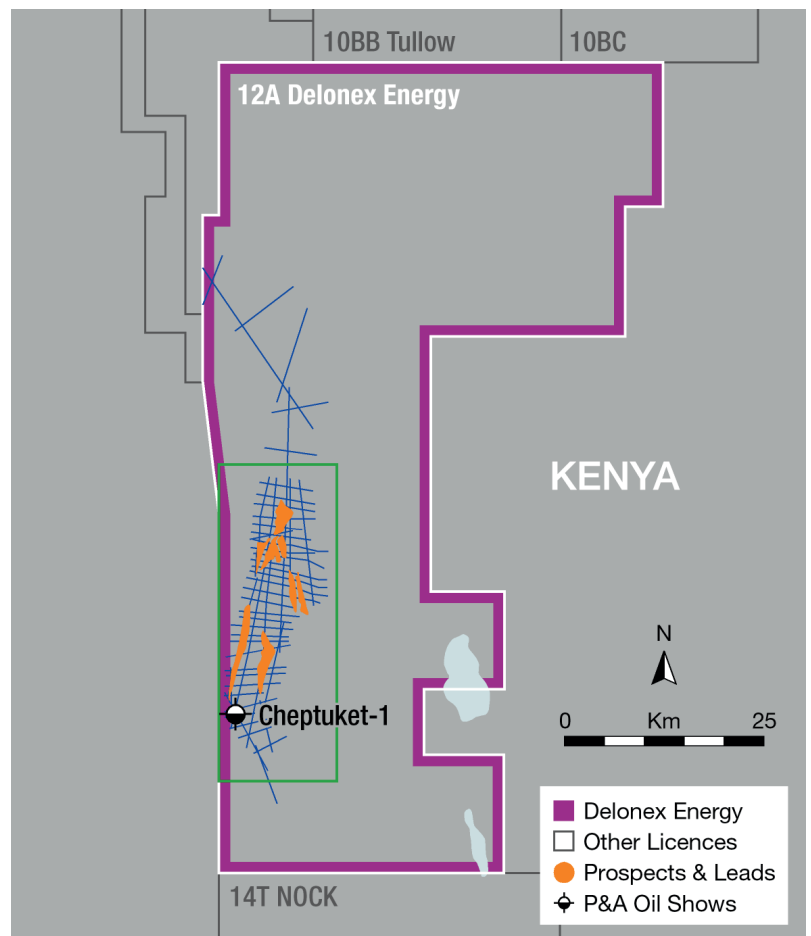 10BB Tullow
10BC
12A Delonex Energy
KENYA
N
0 Km 25
Cheptuket-1
Delonex Energy
Other Licences
Prospects & Leads
P&A Oil Shows
14T NOCK